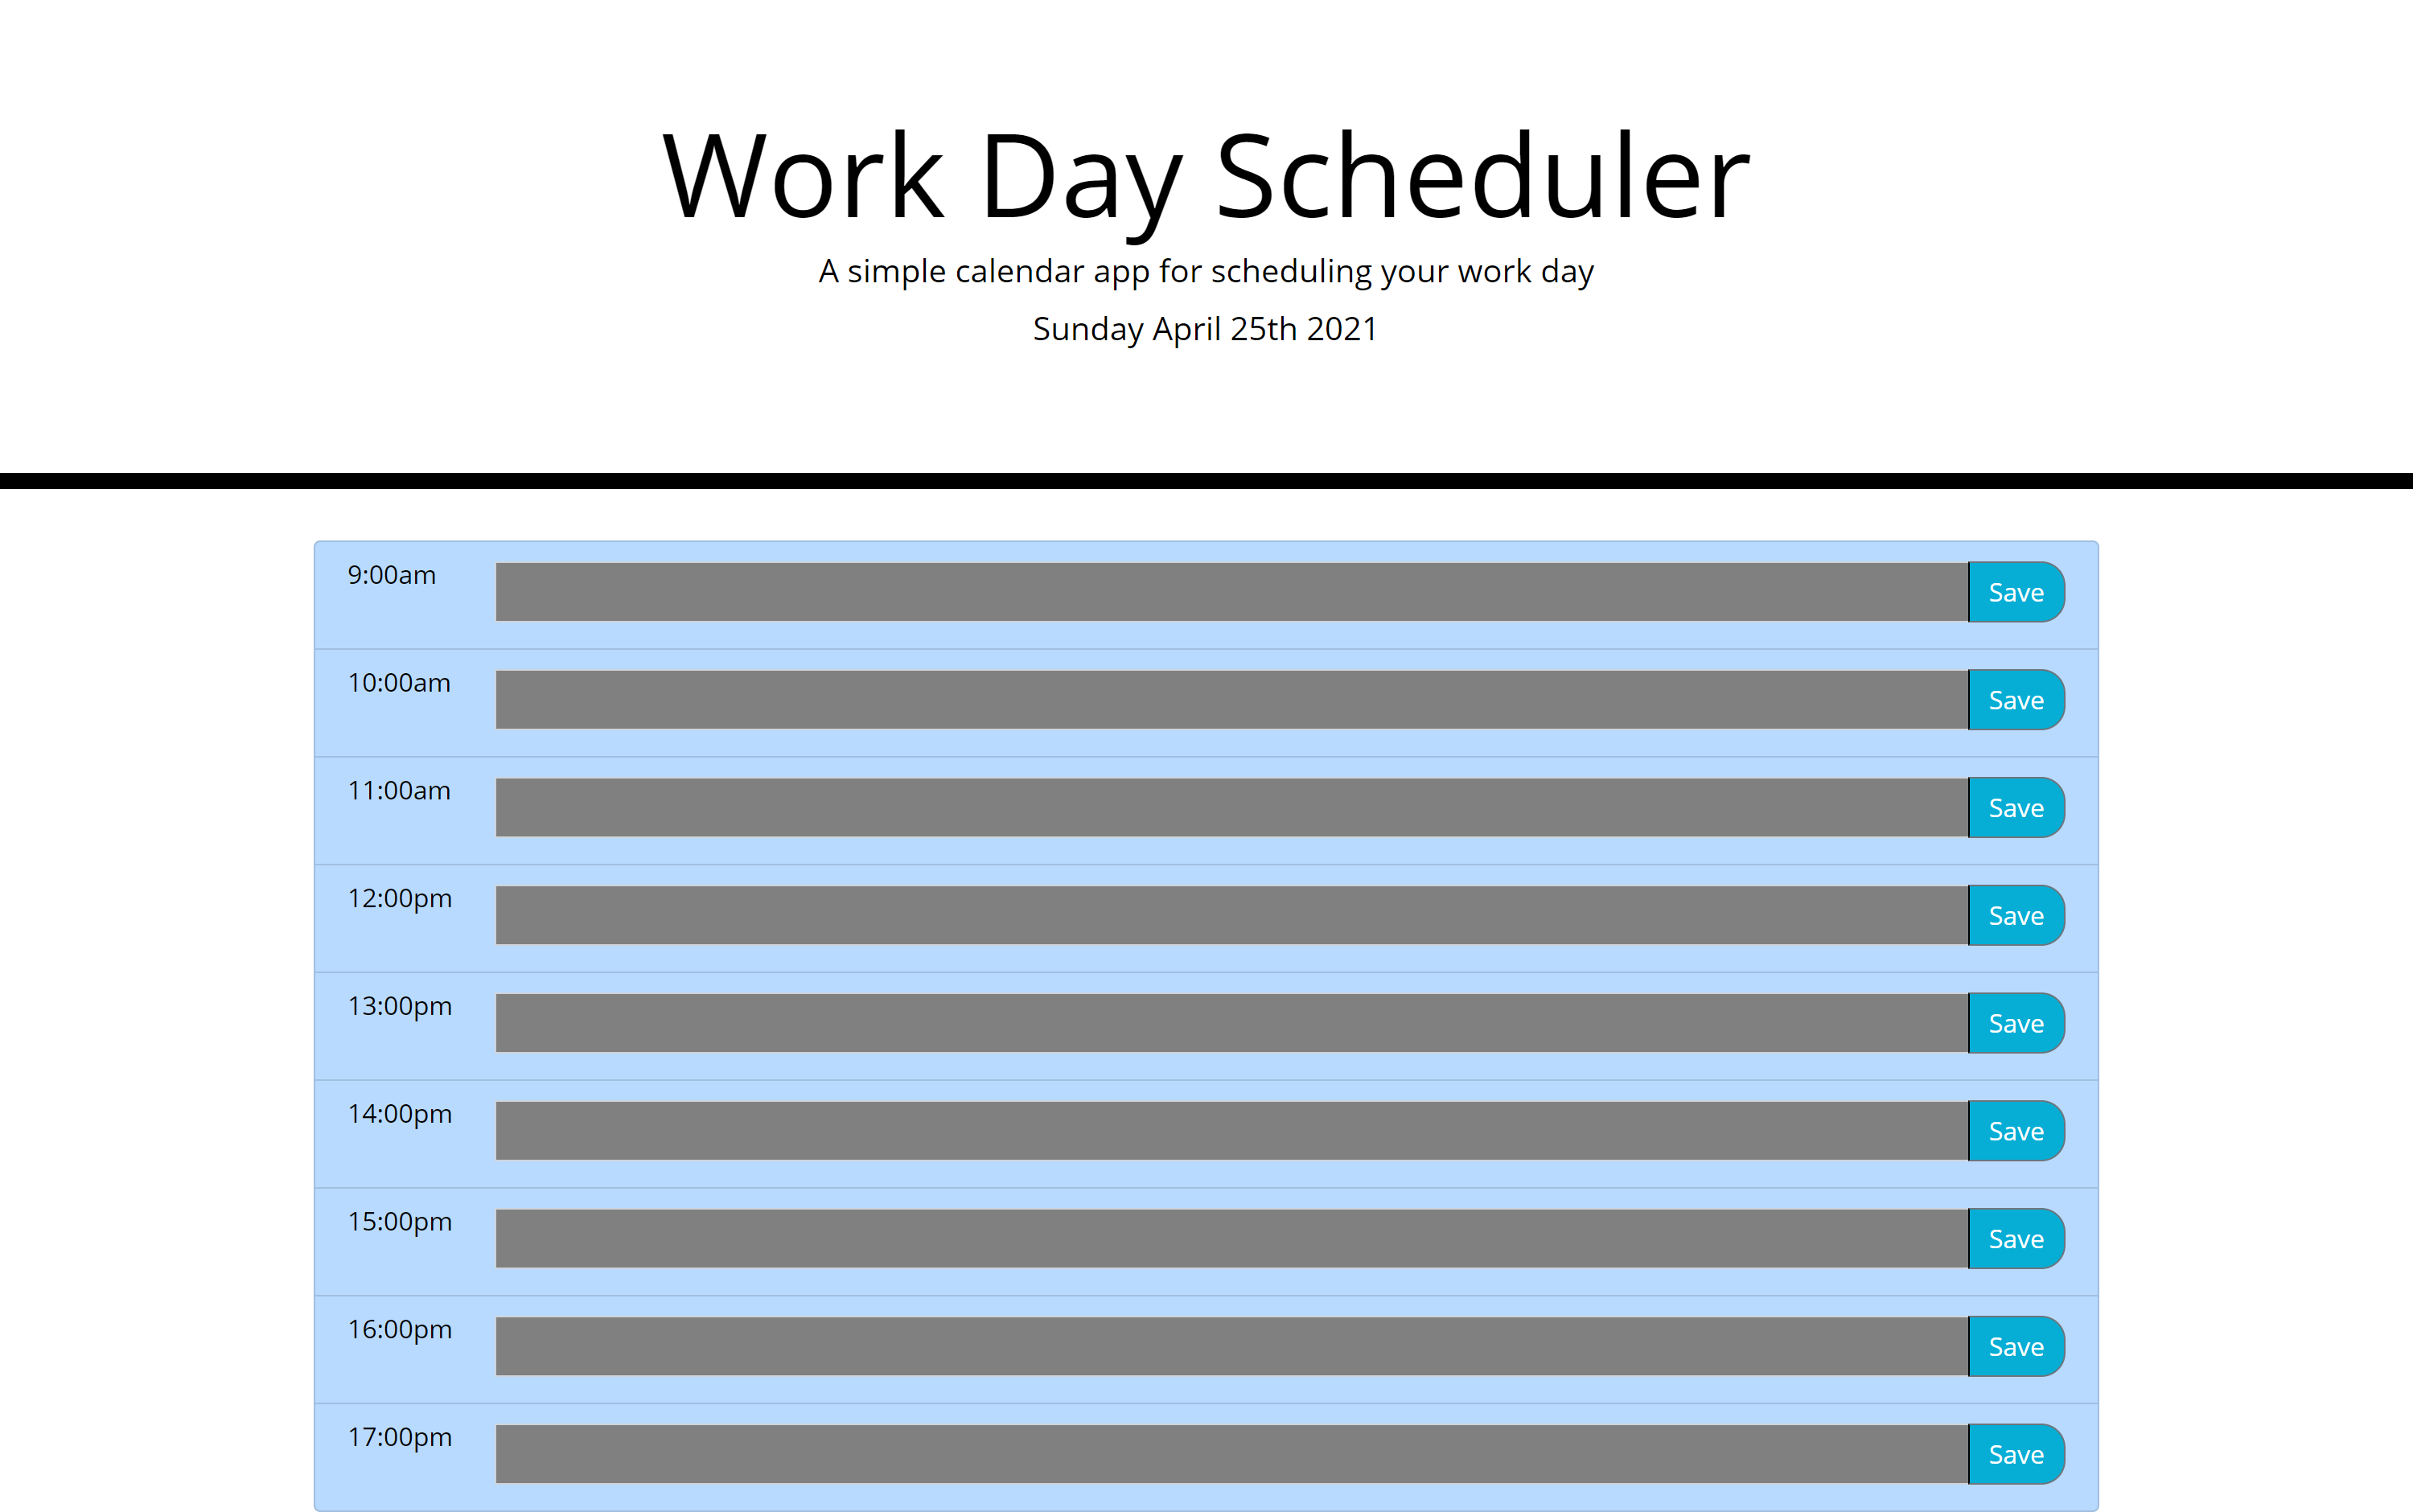 Work Day Scheduler
A simple calendar app for scheduling your work day
Sunday April 25th 2021
9:00am Save
10:00am Save
11:00am Save
12:00pm Save
13:00pm Save
14:00pm Save
15:00pm Save
16:00pm Save
17:00pm Save